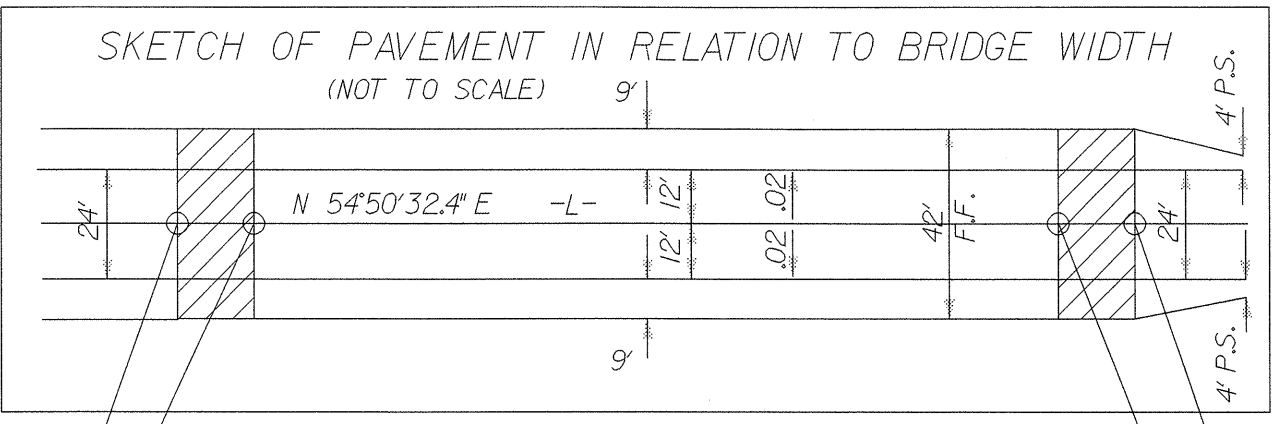 SKETCH OF PAVEMENT IN RELATION TO BRIDGE WIDTH
(NOT TO SCALE)
9'
4' P.S.
24'
N 54°50'32.4" E -L-
12'
12'
.02
.02
42'
F.F.
24'
9'
4' P.S.